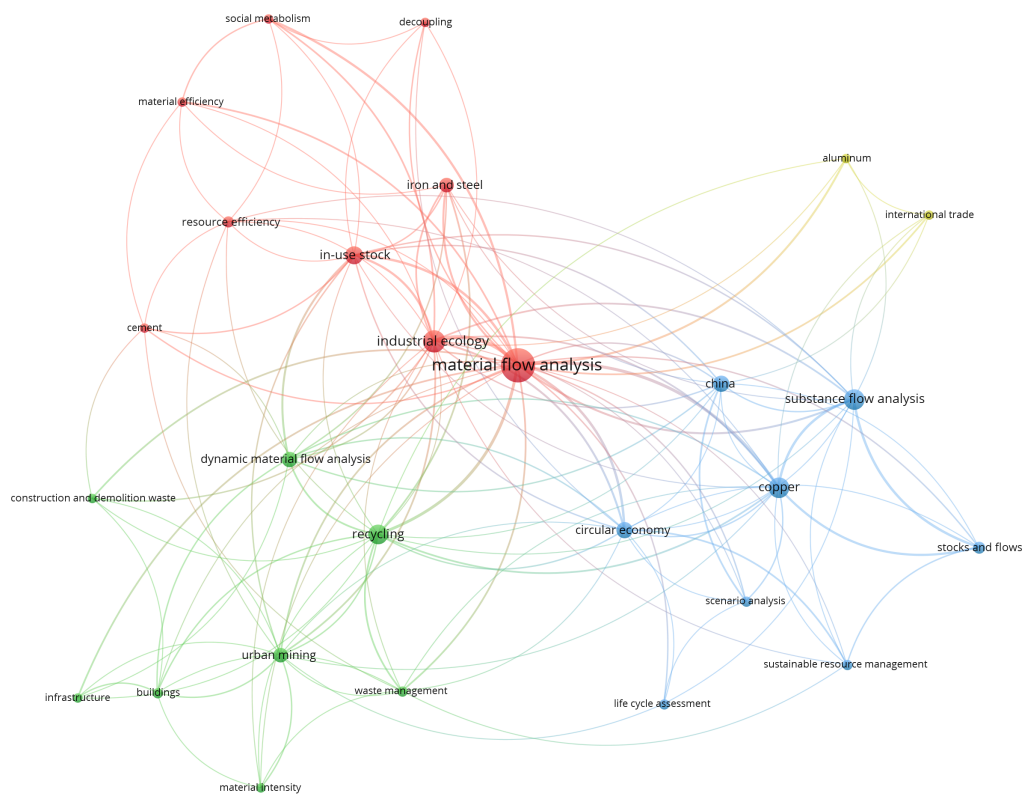 social metabolism
decoupling
material efficiency
aluminum
iron and steel
international trade
resource efficiency
in-use stock
cement
industrial ecology
material flow analysis
china
substance flow analysis
dynamic material flow analysis
copper
construction and demolition waste
circular economy
recycling
stocks and flows
scenario analysis
urban mining
sustainable resource management
waste management
buildings
infrastructure
life cycle assessment
material intensity